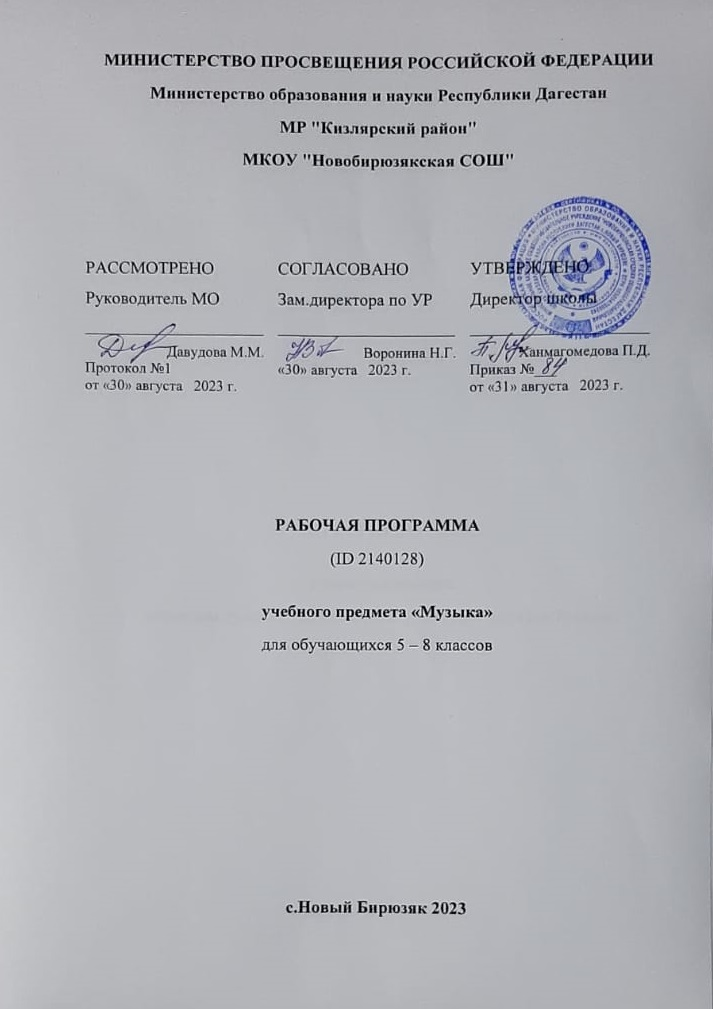 МИНИСТЕРСТВО ПРОСВЕЩЕНИЯ РОССИЙСКОЙ ФЕДЕРАЦИИ
Министерство образования и науки Республики Дагестан
МР "Кизлярский район"
МКОУ "Новобирюзякская СОШ"
РАССМОТРЕНО
Руководитель МО
Давудова М.М.
Протокол №1
от «30» августа 2023 г.
СОГЛАСОВАНО
Зам.директора по УР
Воронина Н.Г.
«30» августа 2023 г.
УТВЕРЖДЕНО
Директор школы
Ханмагомедова П.Д.
Приказ № 84
от «31» августа 2023 г.
РАБОЧАЯ ПРОГРАММА
(ID 2140128)
учебного предмета «Музыка»
для обучающихся 5 – 8 классов
с.Новый Бирюзяк 2023